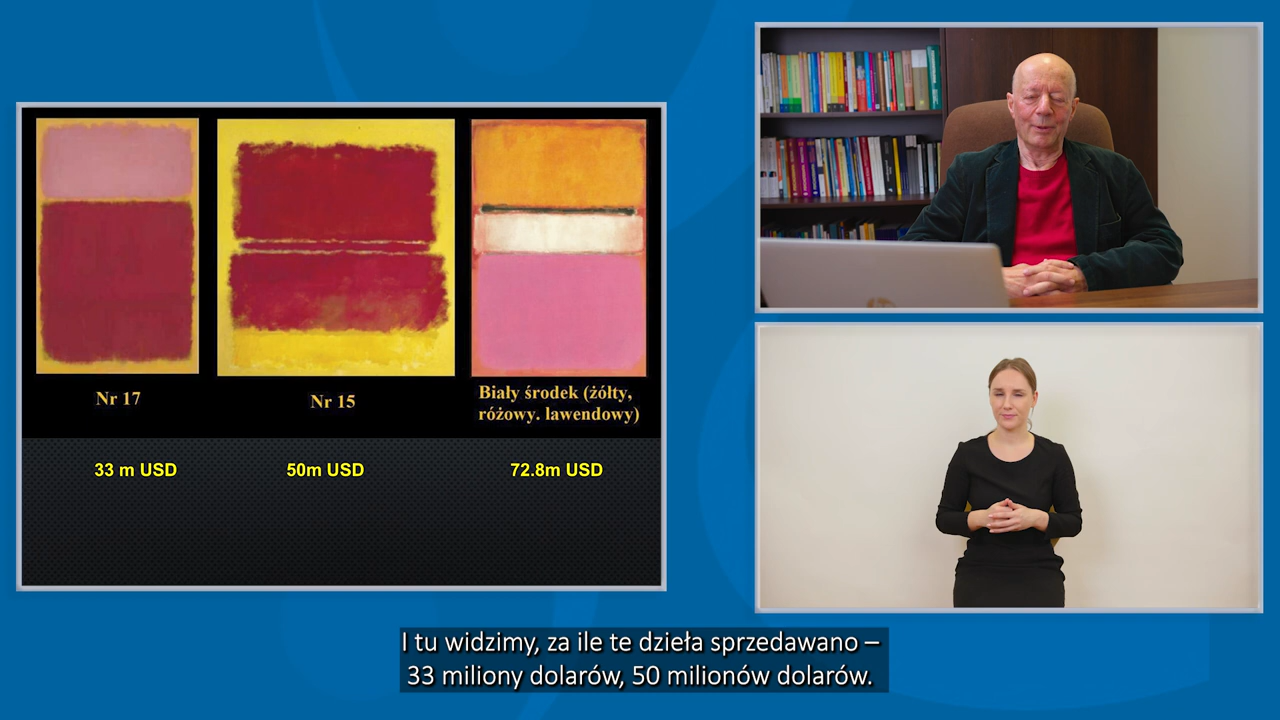 Nr 17
Nr 15
Biały środek (żółty,
różowy. lawendowy)
33 m USD
50m USD
72.8m USD
I tu widzimy, za ile te dzieła sprzedawano –
33 miliony dolarów, 50 milionów dolarów.